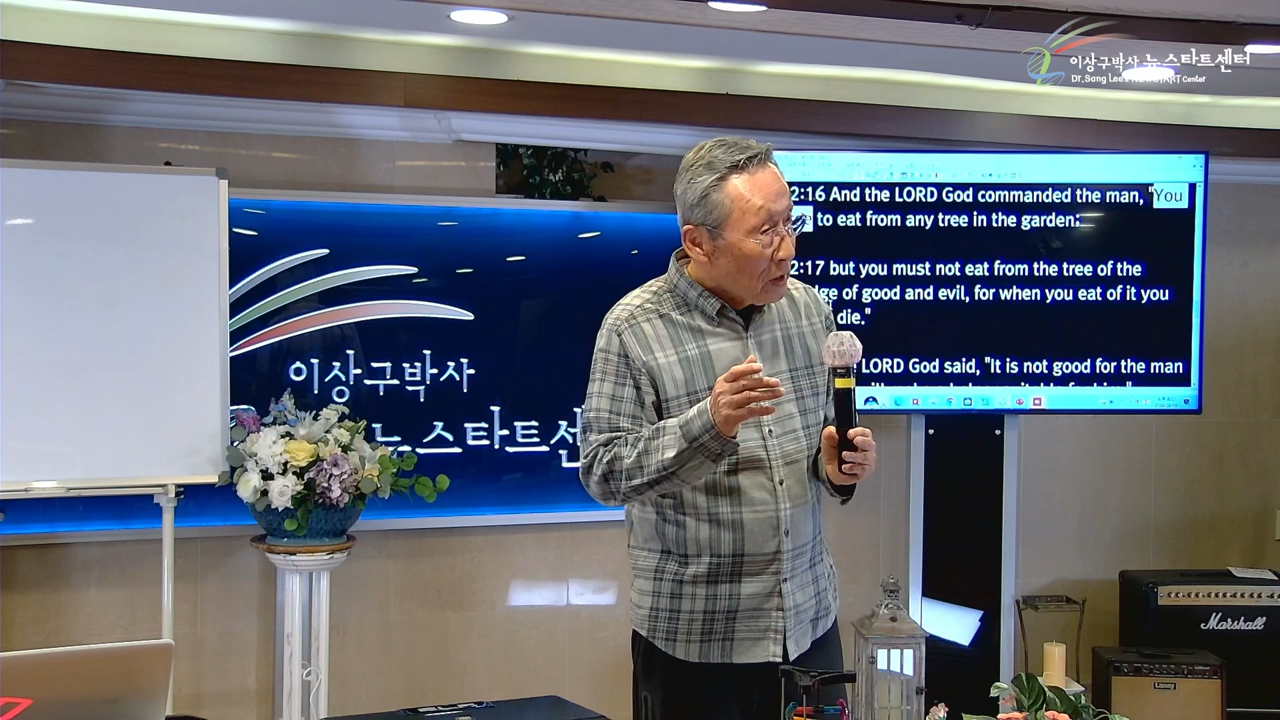 이상구박사 뉴스타트센터
Dr. Sang Lee's NEWSTART Center
2:16 And the LORD God commanded the man, "You
to eat from any tree in the garden;
2:17 but you must not eat from the tree of the
of good and evil, for when you eat of it you
die."
LORD God said, "It is not good for the man
이상구박사
뉴스타트센
Marshall
Laney